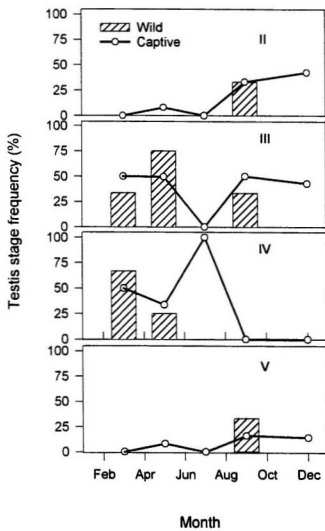 100
Wild
Captive
II
75
50
25
0
100
III
75
50
25
0
100
IV
75
50
25
0
100
V
75
50
25
0
Testis stage frequency (%)
Feb Apr Jun Aug Oct Dec
Month